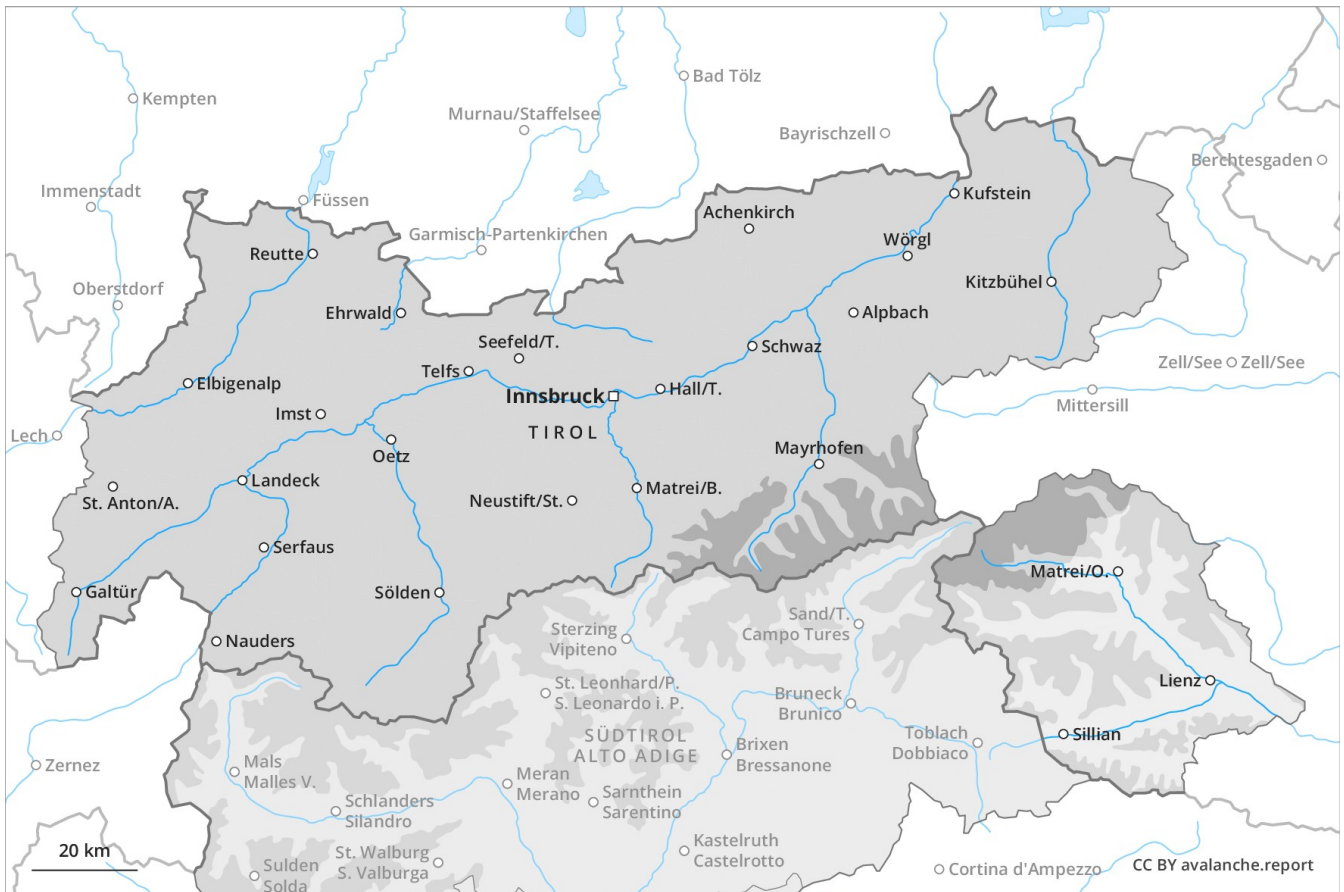 Kempten
Bad Tölz
Murnau/Staffelsee
Bayrischzell
Berchtesgaden
Immenstadt
Füssen
Kufstein
Achenkirch
Garmisch-Partenkirchen
Wörgl
Reutte
Oberstdorf
Kitzbühel
Ehrwald
Alpbach
Seefeld/T.
Schwaz
Zell/See
Zell/See
Telfs
Elbigenalp
Hall/T.
Innsbruck
Mittersill
Imst
TIROL
Lech
Oetz
Mayrhofen
Landeck
St. Anton/A.
Neustift/St.
Matrei/B.
Serfaus
Matrei/O.
Galtür
Sölden
Sand/T.
Campo Tures
Sterzing
Vipiteno
Nauders
Lienz
St. Leonhard/P.
S. Leonardo i. P.
Bruneck
Brunico
SÜDTIROL
ALTO ADIGE
Toblach
Dobbiaco
Sillian
Brixen
Bressanone
Zernez
Mals
Malles V.
Meran
Merano
Sarnthein
Sarentino
Schlanders
Silandro
Kastelruth
Castelrotto
20 km
St. Walburg
S. Valburga
Sulden
Solda
Cortina d'Ampezzo
CC BY avalanche.report